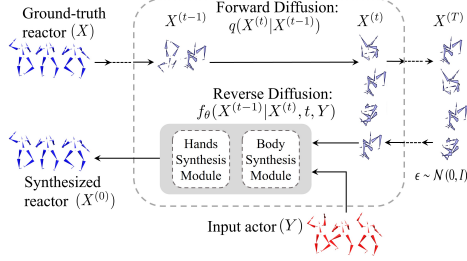 Ground-truth
reactor (X)
X^(t−1)
Forward Diffusion:
q(X^(t)|X^(t−1))
X^(t)
X^(T)
Reverse Diffusion:
f_θ(X^(t−1)|X^(t), t, Y)
Hands
Synthesis
Module
Body
Synthesis
Module
Synthesized
reactor (X^(0))
ϵ ∼ N(0, I)
Input actor (Y)